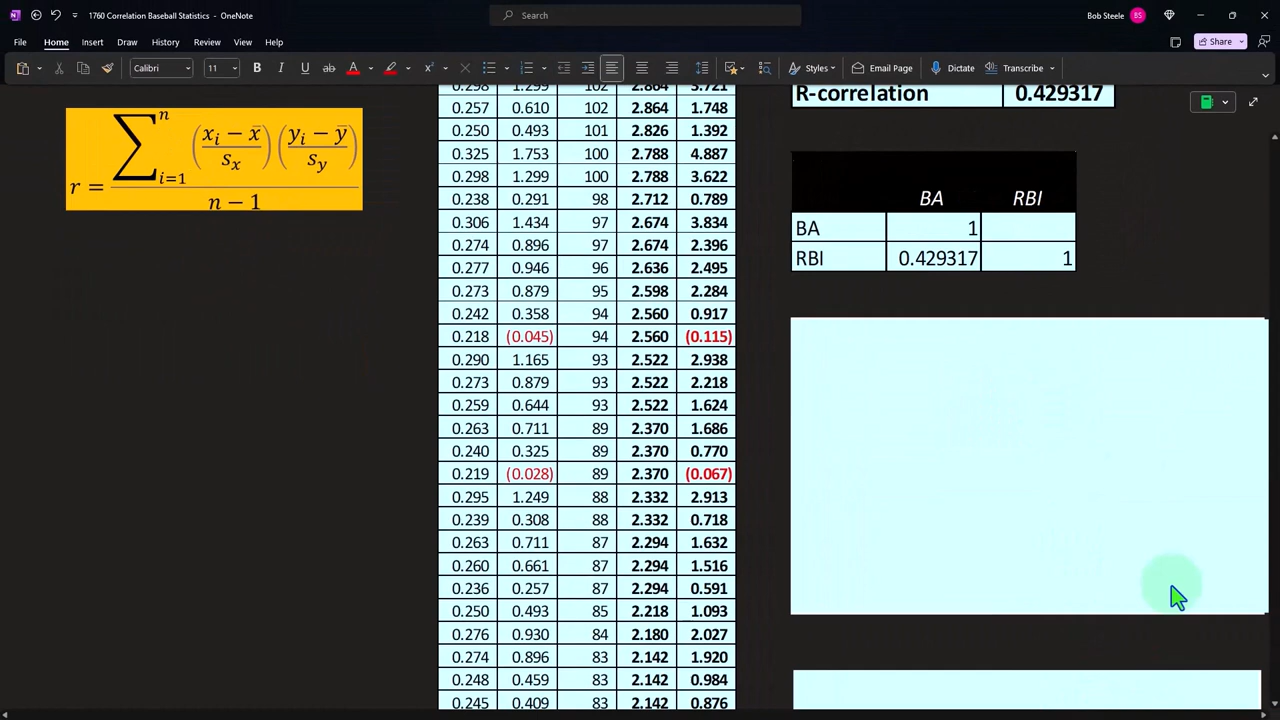 1760 Correlation Baseball Statistics - OneNote
Search
Bob Steele BS
File Home Insert Draw History Review View Help
Share
Calibri 11 B I U ab A x Styles Email Page Dictate Transcribe
r = ∑ i=1 n (xi − x̄ / sx) (yi − ȳ / sy) / n − 1
0.298 1.299 102 2.864 3.721
0.257 0.610 102 2.864 1.748
0.250 0.493 101 2.826 1.392
0.325 1.753 100 2.788 4.887
0.298 1.299 100 2.788 3.622
0.238 0.291 98 2.712 0.789
0.306 1.434 97 2.674 3.834
0.274 0.896 97 2.674 2.396
0.277 0.946 96 2.636 2.495
0.273 0.879 95 2.598 2.284
0.242 0.358 94 2.560 0.917
0.218 (0.045) 94 2.560 (0.115)
0.290 1.165 93 2.522 2.938
0.273 0.879 93 2.522 2.218
0.259 0.644 93 2.522 1.624
0.263 0.711 89 2.370 1.686
0.240 0.325 89 2.370 0.770
0.219 (0.028) 89 2.370 (0.067)
0.295 1.249 88 2.332 2.913
0.239 0.308 88 2.332 0.718
0.263 0.711 87 2.294 1.632
0.260 0.661 87 2.294 1.516
0.236 0.257 87 2.294 0.591
0.250 0.493 85 2.218 1.093
0.276 0.930 84 2.180 2.027
0.274 0.896 83 2.142 1.920
0.248 0.459 83 2.142 0.984
0.245 0.409 83 2.142 0.876
R-correlation 0.429317
BA RBI
BA 1
RBI 0.429317 1